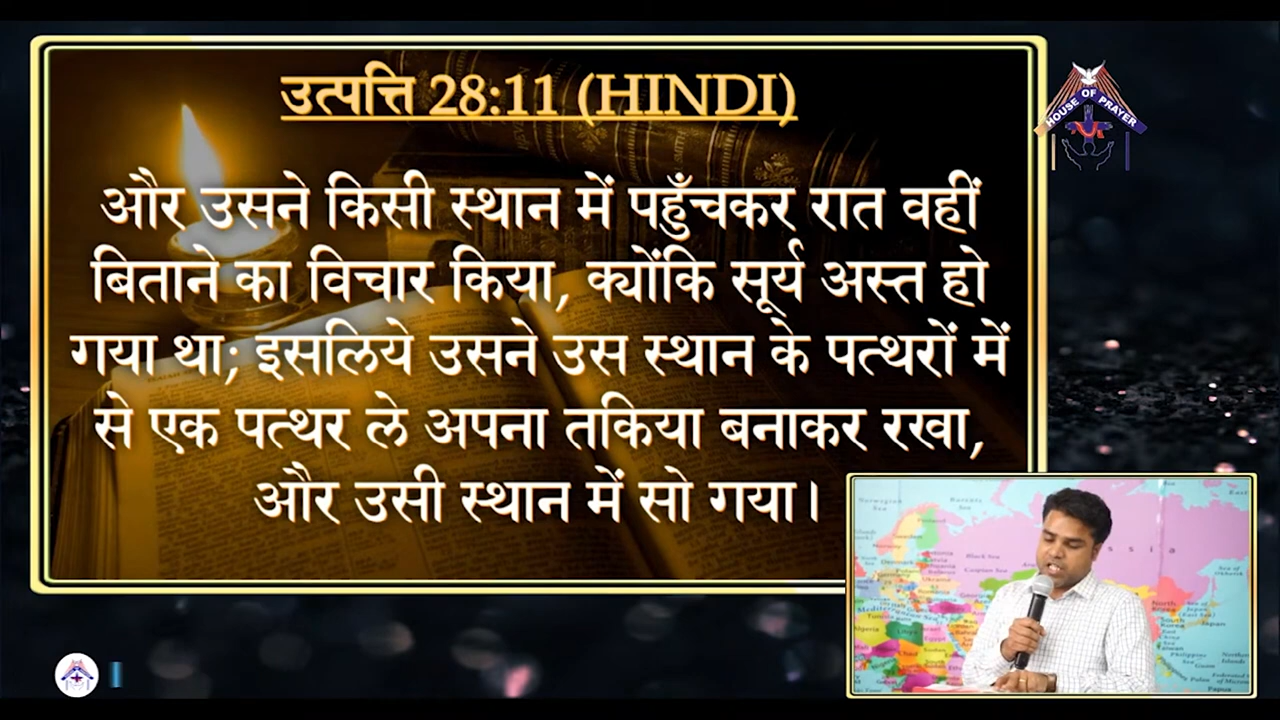 उत्पत्ति 28:11 (HINDI)
और उसने किसी स्थान में पहुँचकर रात वहीं
बिताने का विचार किया, क्योंकि सूर्य अस्त हो
गया था; इसलिये उसने उस स्थान के पत्थरों में
से एक पत्थर ले अपना तकिया बनाकर रखा,
और उसी स्थान में सो गया।
HOUSE OF PRAYER